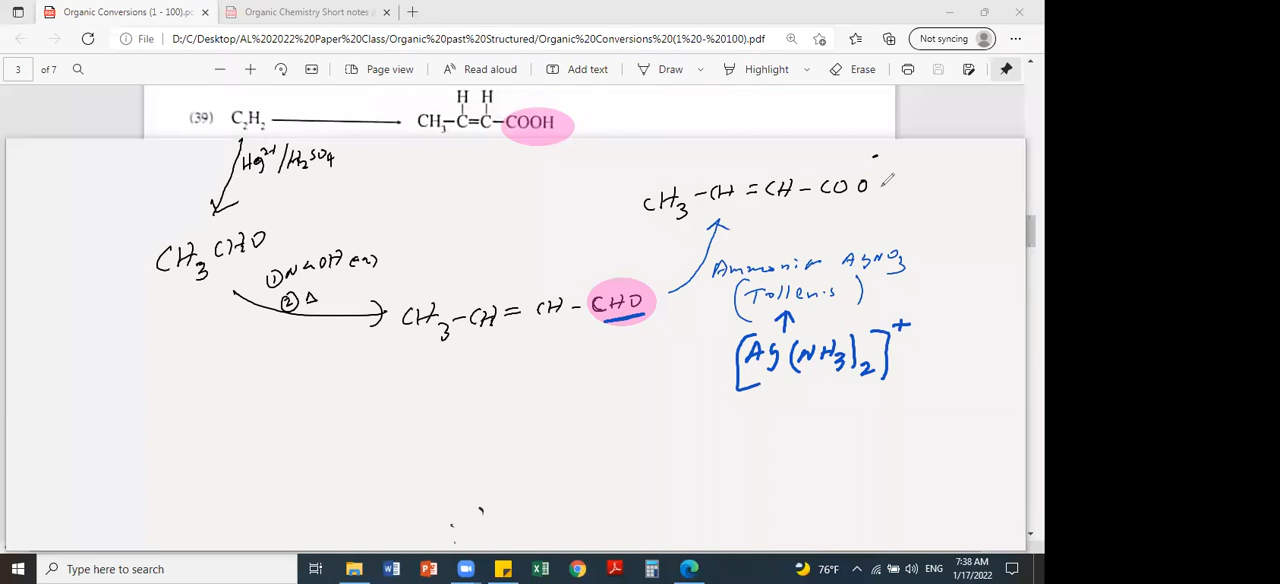 Organic Conversions (1 - 100).pc
Organic Chemistry Short notes (
File
D:/C/Desktop/AL%202022%20Paper%20Class/Organic%20past%20Structured/Organic%20Conversions%20(1%20-%20100).pdf
Not syncing
3 of 7
Page view
Read aloud
Add text
Draw
Highlight
Erase
H H
(39) C₂H₂ ⟶ CH₃–C=C–COOH
Hg²⁺/H₂SO₄
CH₃–CH=CH–COO
CH₃CHO
① NaOH (aq)
② Δ
CH₃–CH=CH–CHO
AgNO₃
(Tollens)
[Ag(NH₃)₂]⁺
Type here to search
76°F
ENG
7:38 AM
1/17/2022